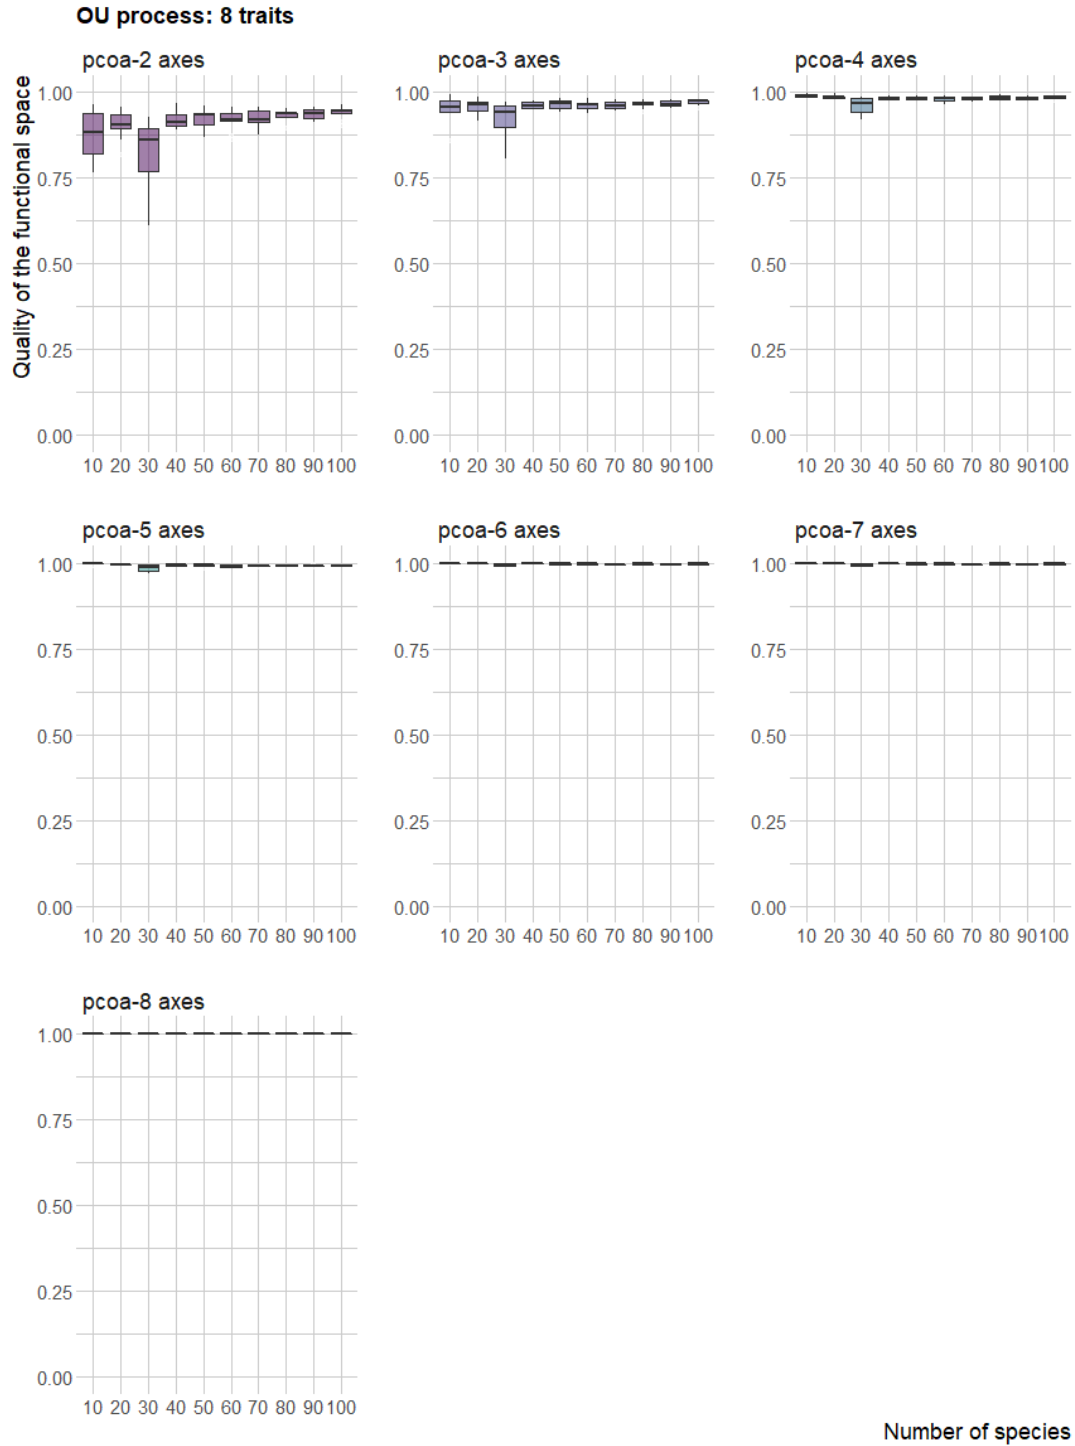 OU process: 8 traits
pcoa-2 axes
pcoa-3 axes
pcoa-4 axes
Quality of the functional space
1.00
0.75
0.50
0.25
0.00
10 20 30 40 50 60 70 80 90 100
1.00
0.75
0.50
0.25
0.00
10 20 30 40 50 60 70 80 90 100
1.00
0.75
0.50
0.25
0.00
10 20 30 40 50 60 70 80 90 100
pcoa-5 axes
pcoa-6 axes
pcoa-7 axes
1.00
0.75
0.50
0.25
0.00
10 20 30 40 50 60 70 80 90 100
1.00
0.75
0.50
0.25
0.00
10 20 30 40 50 60 70 80 90 100
1.00
0.75
0.50
0.25
0.00
10 20 30 40 50 60 70 80 90 100
pcoa-8 axes
1.00
0.75
0.50
0.25
0.00
10 20 30 40 50 60 70 80 90 100
Number of species